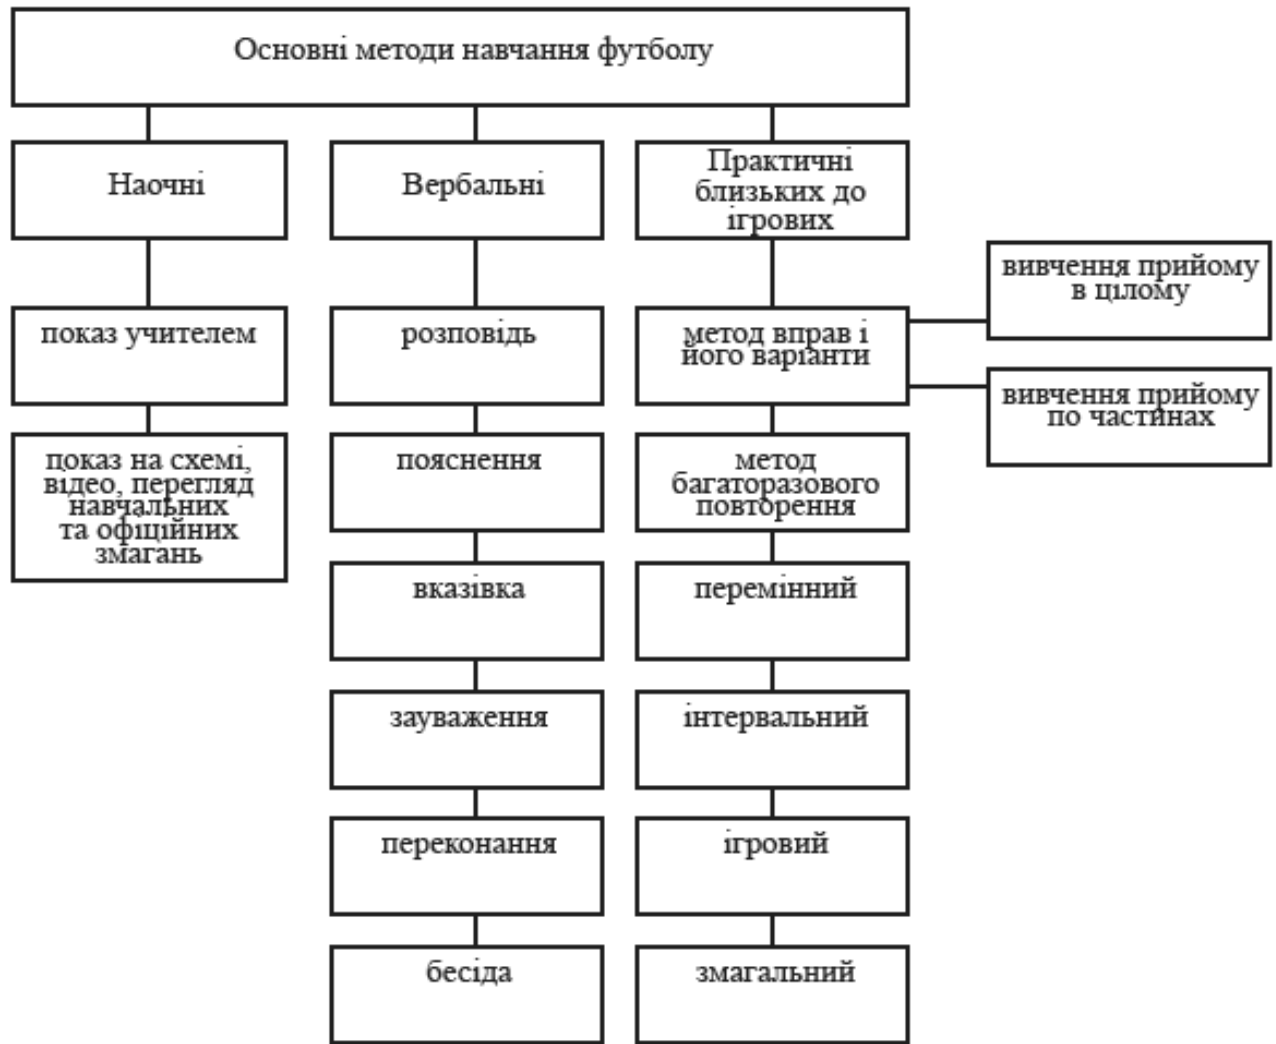 Основні методи навчання футболу
Наочні
Вербальні
Практичні
близьких до
ігрових
показ учителем
розповідь
метод вправ і
його варіанти
вивчення прийому
в цілому
вивчення прийому
по частинах
показ на схемі,
відео, перегляд
навчальних
та офіційних
змагань
пояснення
метод
багаторазового
повторення
вказівка
перемінний
зауваження
інтервальний
переконання
ігровий
бесіда
змагальний